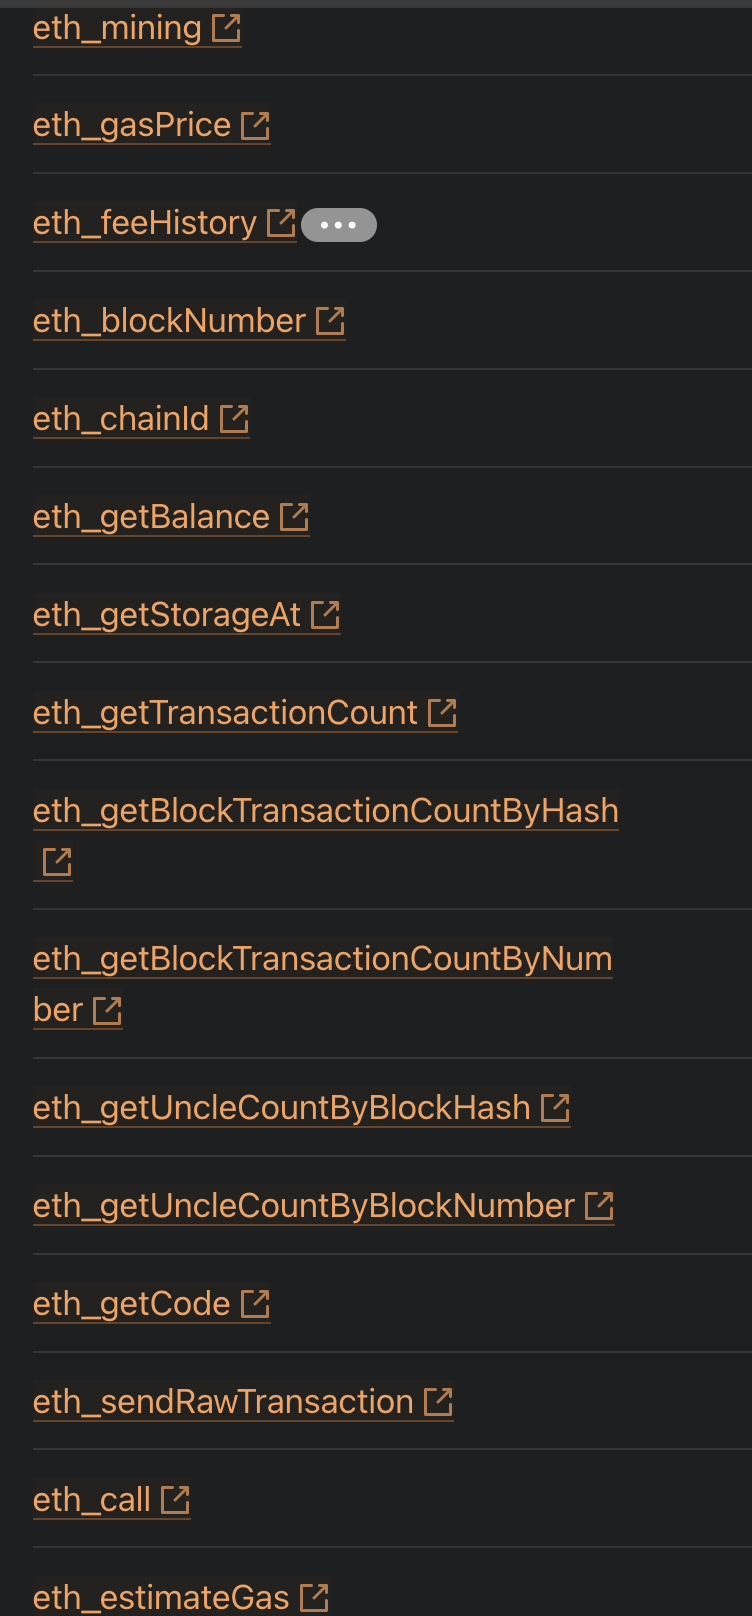 eth_mining
eth_gasPrice
eth_feeHistory
eth_blockNumber
eth_chainId
eth_getBalance
eth_getStorageAt
eth_getTransactionCount
eth_getBlockTransactionCountByHash
eth_getBlockTransactionCountByNum
ber
eth_getUncleCountByBlockHash
eth_getUncleCountByBlockNumber
eth_getCode
eth_sendRawTransaction
eth_call
eth_estimateGas